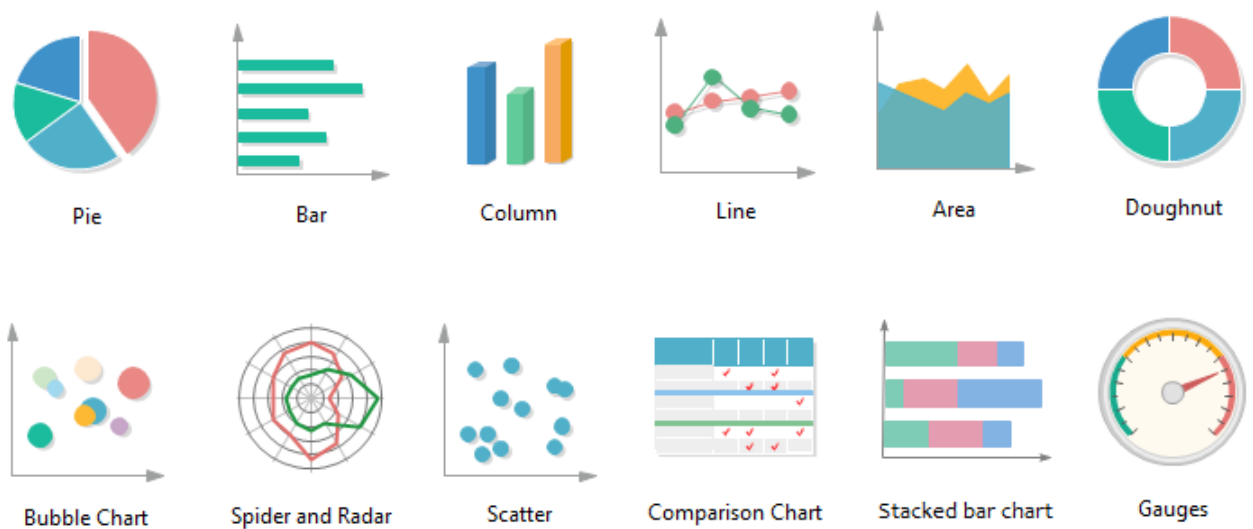 Pie
Bar
Column
Line
Area
Doughnut
Bubble Chart
Spider and Radar
Scatter
Comparison Chart
Stacked bar chart
Gauges